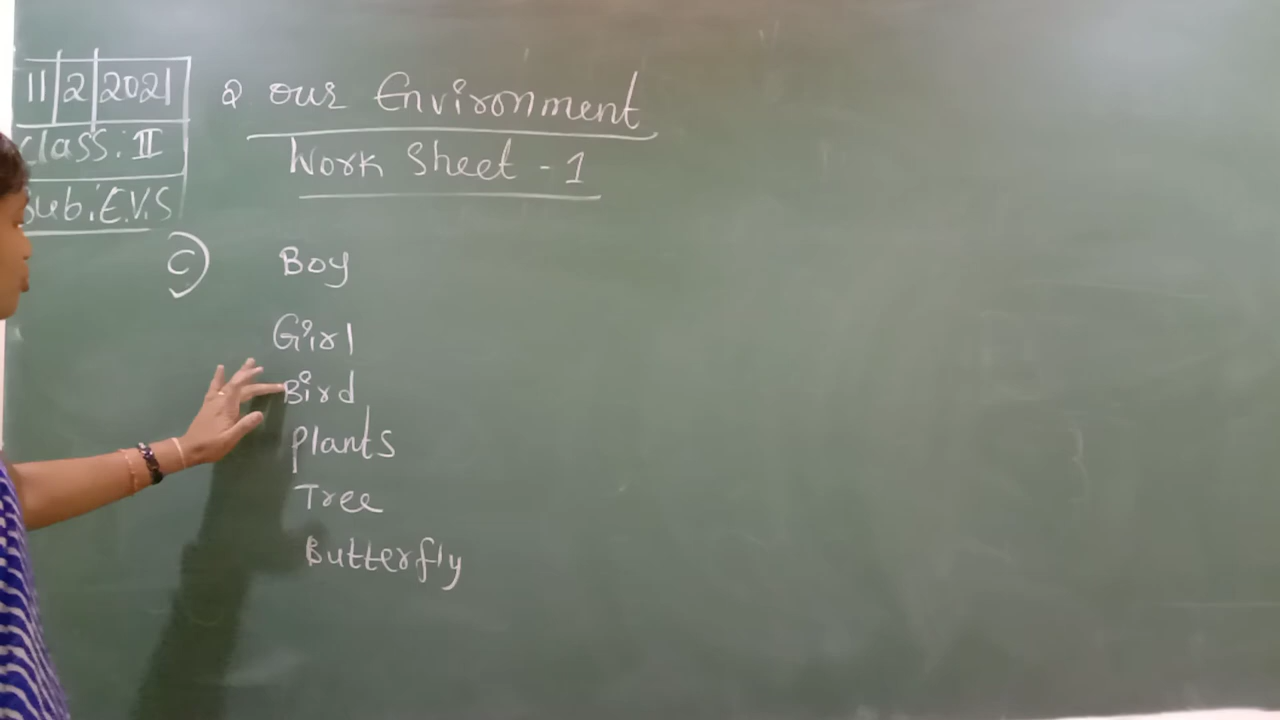 11|2|2021
Class: II
Sub: E.V.S
2 our Environment
Work Sheet - 1
C) Boy
Girl
Bird
Plants
Tree
Butterfly